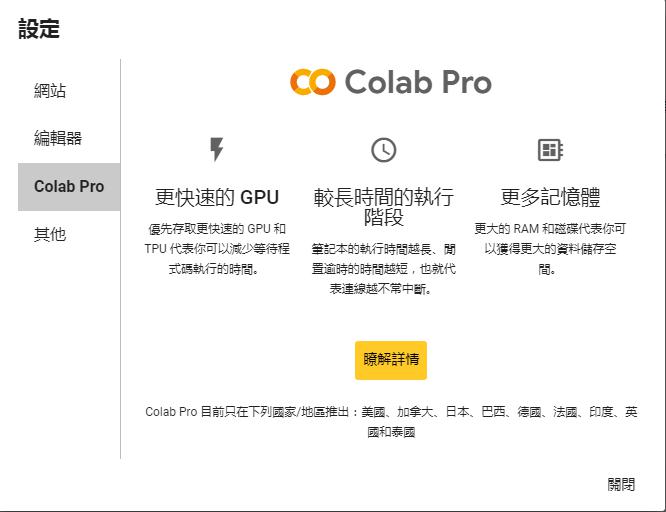 設定
網站
編輯器
Colab Pro
其他
Colab Pro
更快速的 GPU
優先存取更快速的 GPU 和
TPU 代表你可以減少等待程
式碼執行的時間。
較長時間的執行
階段
筆記本的執行時間越長、閒
置逾時的時間越短，也就代
表連線越不常中斷。
更多記憶體
更大的 RAM 和磁碟代表你可
以獲得更大的資料儲存空
間。
瞭解詳情
Colab Pro 目前只在下列國家/地區推出：美國、加拿大、日本、巴西、德國、法國、印度、英
國和泰國
關閉